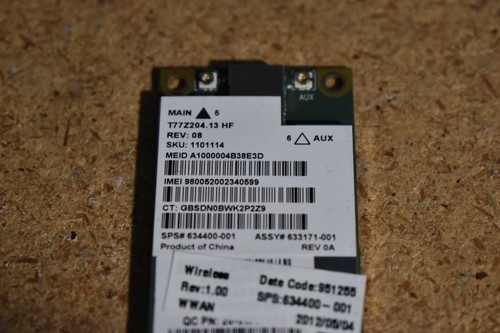 AUX
MAIN 5
T77Z204.13 HF
REV: 08
SKU: 1101114
6 AUX
MEID A1000004B38E3D
IMEI 980052002340599
CT: GBSDN0BWK2P2Z9
SPS# 634400-001 ASSY# 633171-001
Product of China REV 0A
Wireless Date Code:951255
Rev:1.00 SPS:634400-001
WWAN 2012/05/04
QC PN: